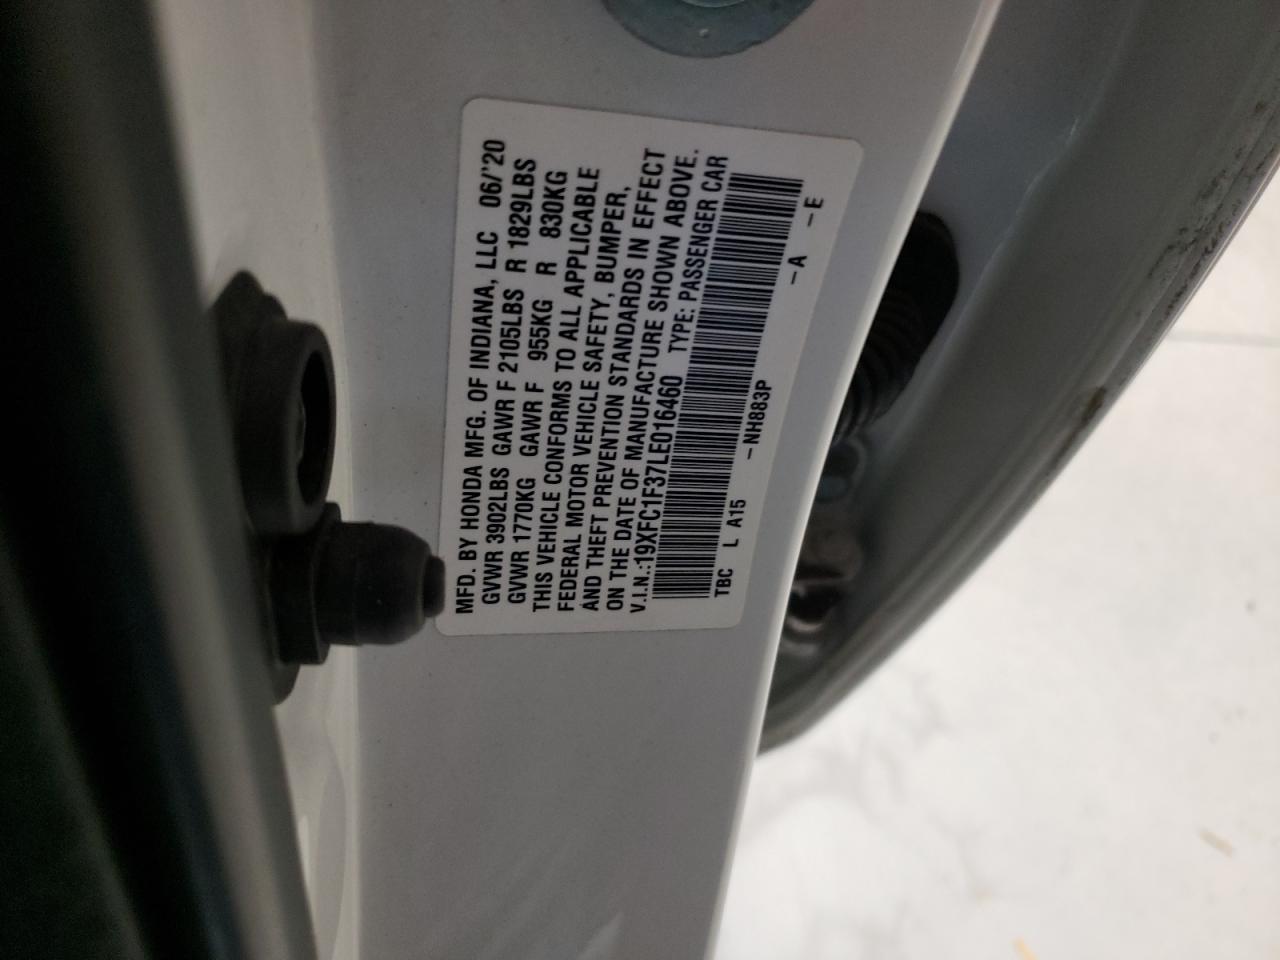 MFD. BY HONDA MFG. OF INDIANA, LLC 06/'20
GVWR 3902LBS GAWR F 2105LBS R 1829LBS
GVWR 1770KG GAWR F 955KG R 830KG
THIS VEHICLE CONFORMS TO ALL APPLICABLE
FEDERAL MOTOR VEHICLE SAFETY, BUMPER,
AND THEFT PREVENTION STANDARDS IN EFFECT
ON THE DATE OF MANUFACTURE SHOWN ABOVE.
V.I.N.:19XFC1F37LE016460 TYPE: PASSENGER CAR
TBC L A15 -NH883P -A -E